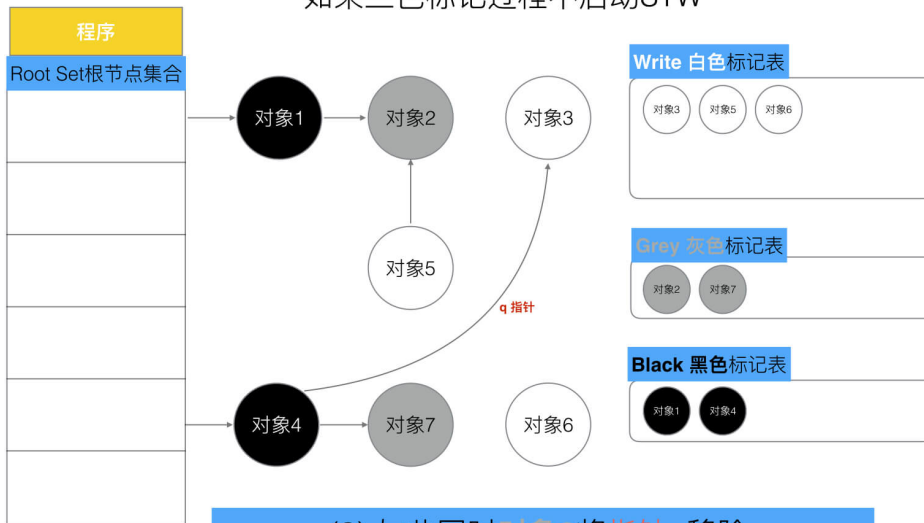 程序
Root Set根节点集合
对象1
对象2
对象3
对象5
q 指针
对象4
对象7
对象6
Write 白色标记表
对象3
对象5
对象6
Grey 灰色标记表
对象2
对象7
Black 黑色标记表
对象1
对象4